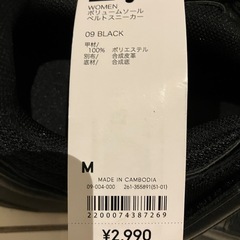 WOMEN
ボリュームソール
ベルトスニーカー
09 BLACK
甲材/
100% ポリエステル
別布/ 合成皮革
底材/ 合成底
M
MADE IN CAMBODIA
09-004-000 261-355891(51-01)
2200074387269
¥2,990